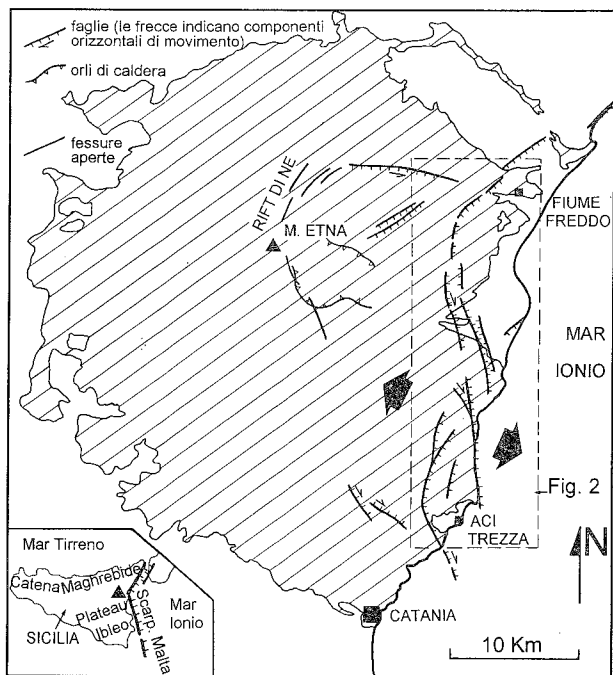 faglie (le frecce indicano componenti
orizzontali di movimento)
orli di caldera
fessure
aperte
RIFT DI NE
M. ETNA
FIUME
FREDDO
MAR
IONIO
Fig. 2
ACI
TREZZA
N
CATANIA
10 Km
Mar Tirreno
Catena Maghrebide
Plateau
Ibleo
SICILIA
Scarp. Malta
Mar
Ionio